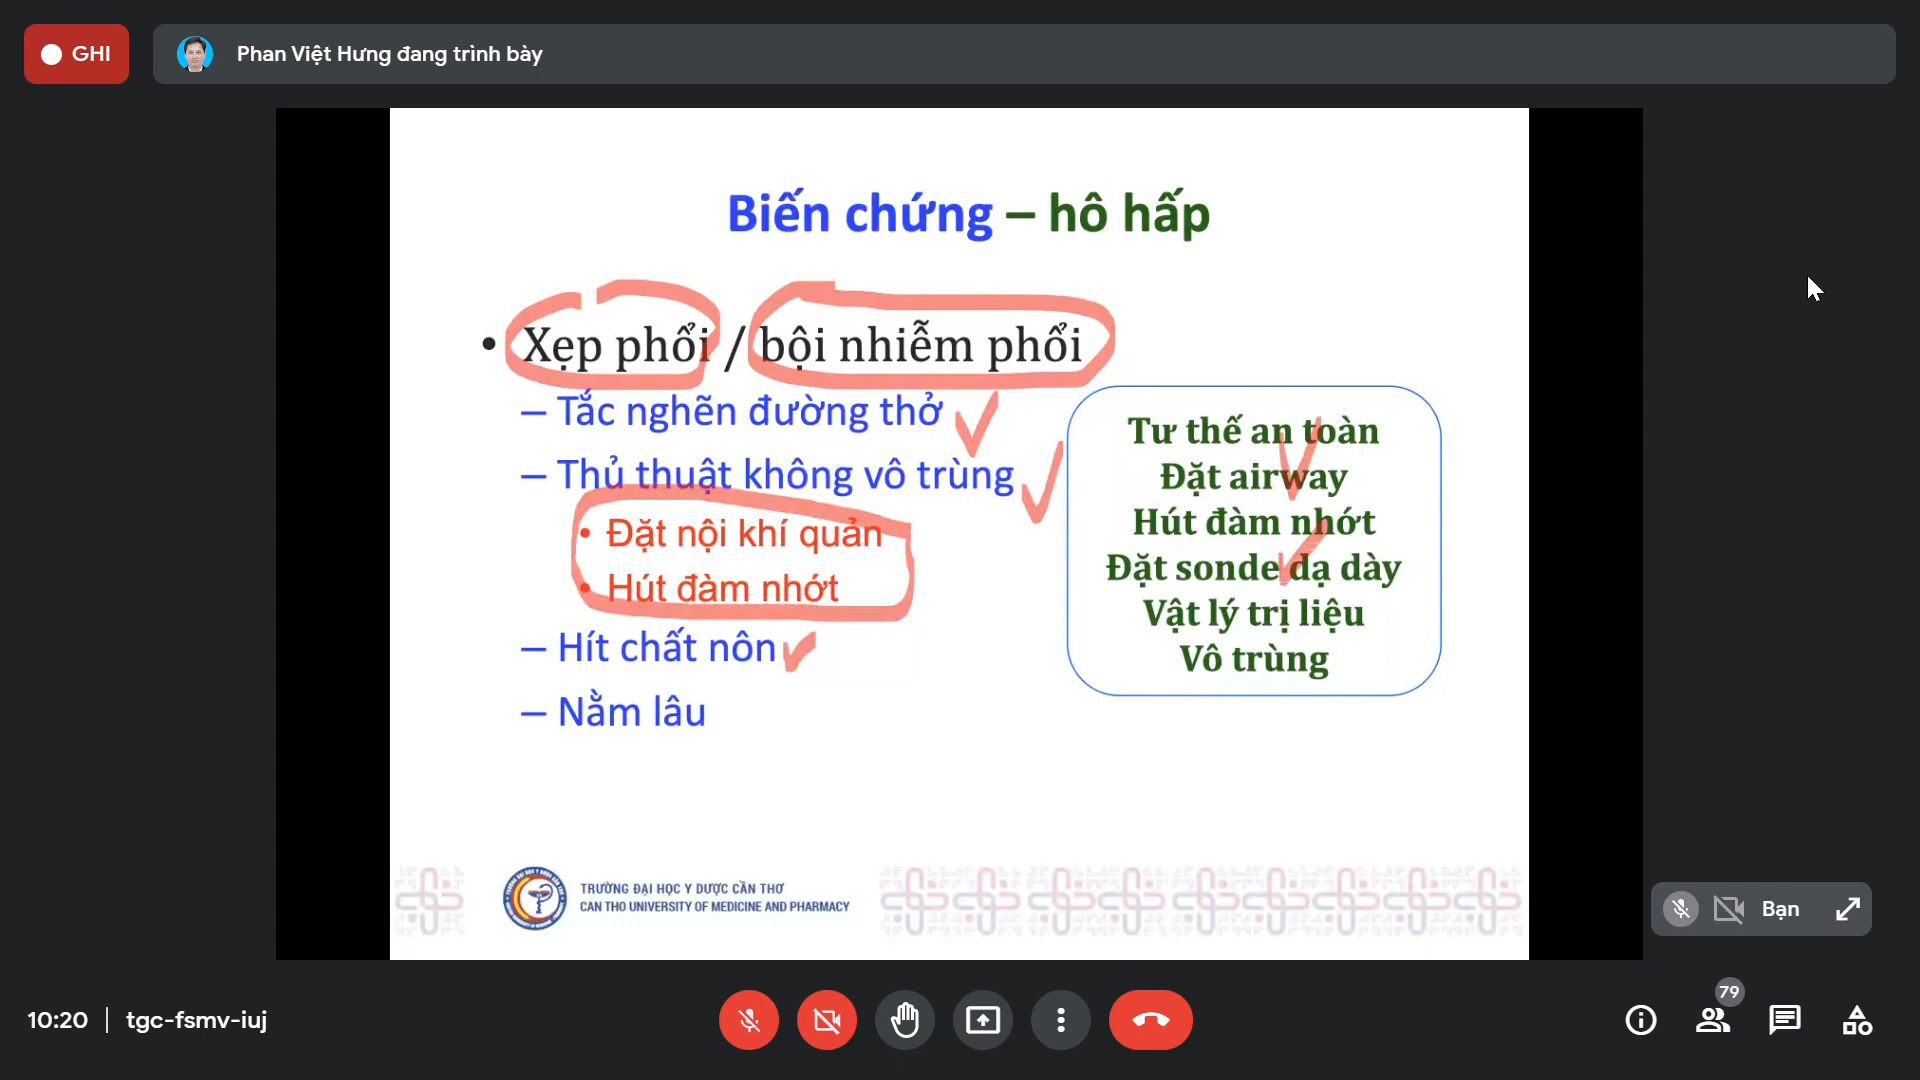 GHI
Phan Việt Hưng đang trình bày
Biến chứng – hô hấp
• Xẹp phổi / bội nhiễm phổi
– Tắc nghẽn đường thở
– Thủ thuật không vô trùng
• Đặt nội khí quản
• Hút đàm nhớt
– Hít chất nôn
– Nằm lâu
Tư thế an toàn
Đặt airway
Hút đàm nhớt
Đặt sonde dạ dày
Vật lý trị liệu
Vô trùng
TRƯỜNG ĐẠI HỌC Y DƯỢC CẦN THƠ
CAN THO UNIVERSITY OF MEDICINE AND PHARMACY
Bạn
10:20 | tgc-fsmv-iuj
79